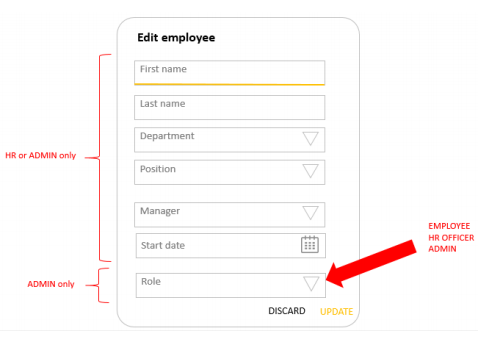 Edit employee
First name
Last name
Department
HR or ADMIN only
Position
Manager
EMPLOYEE
HR OFFICER
ADMIN
Start date
ADMIN only
Role
DISCARD UPDATE